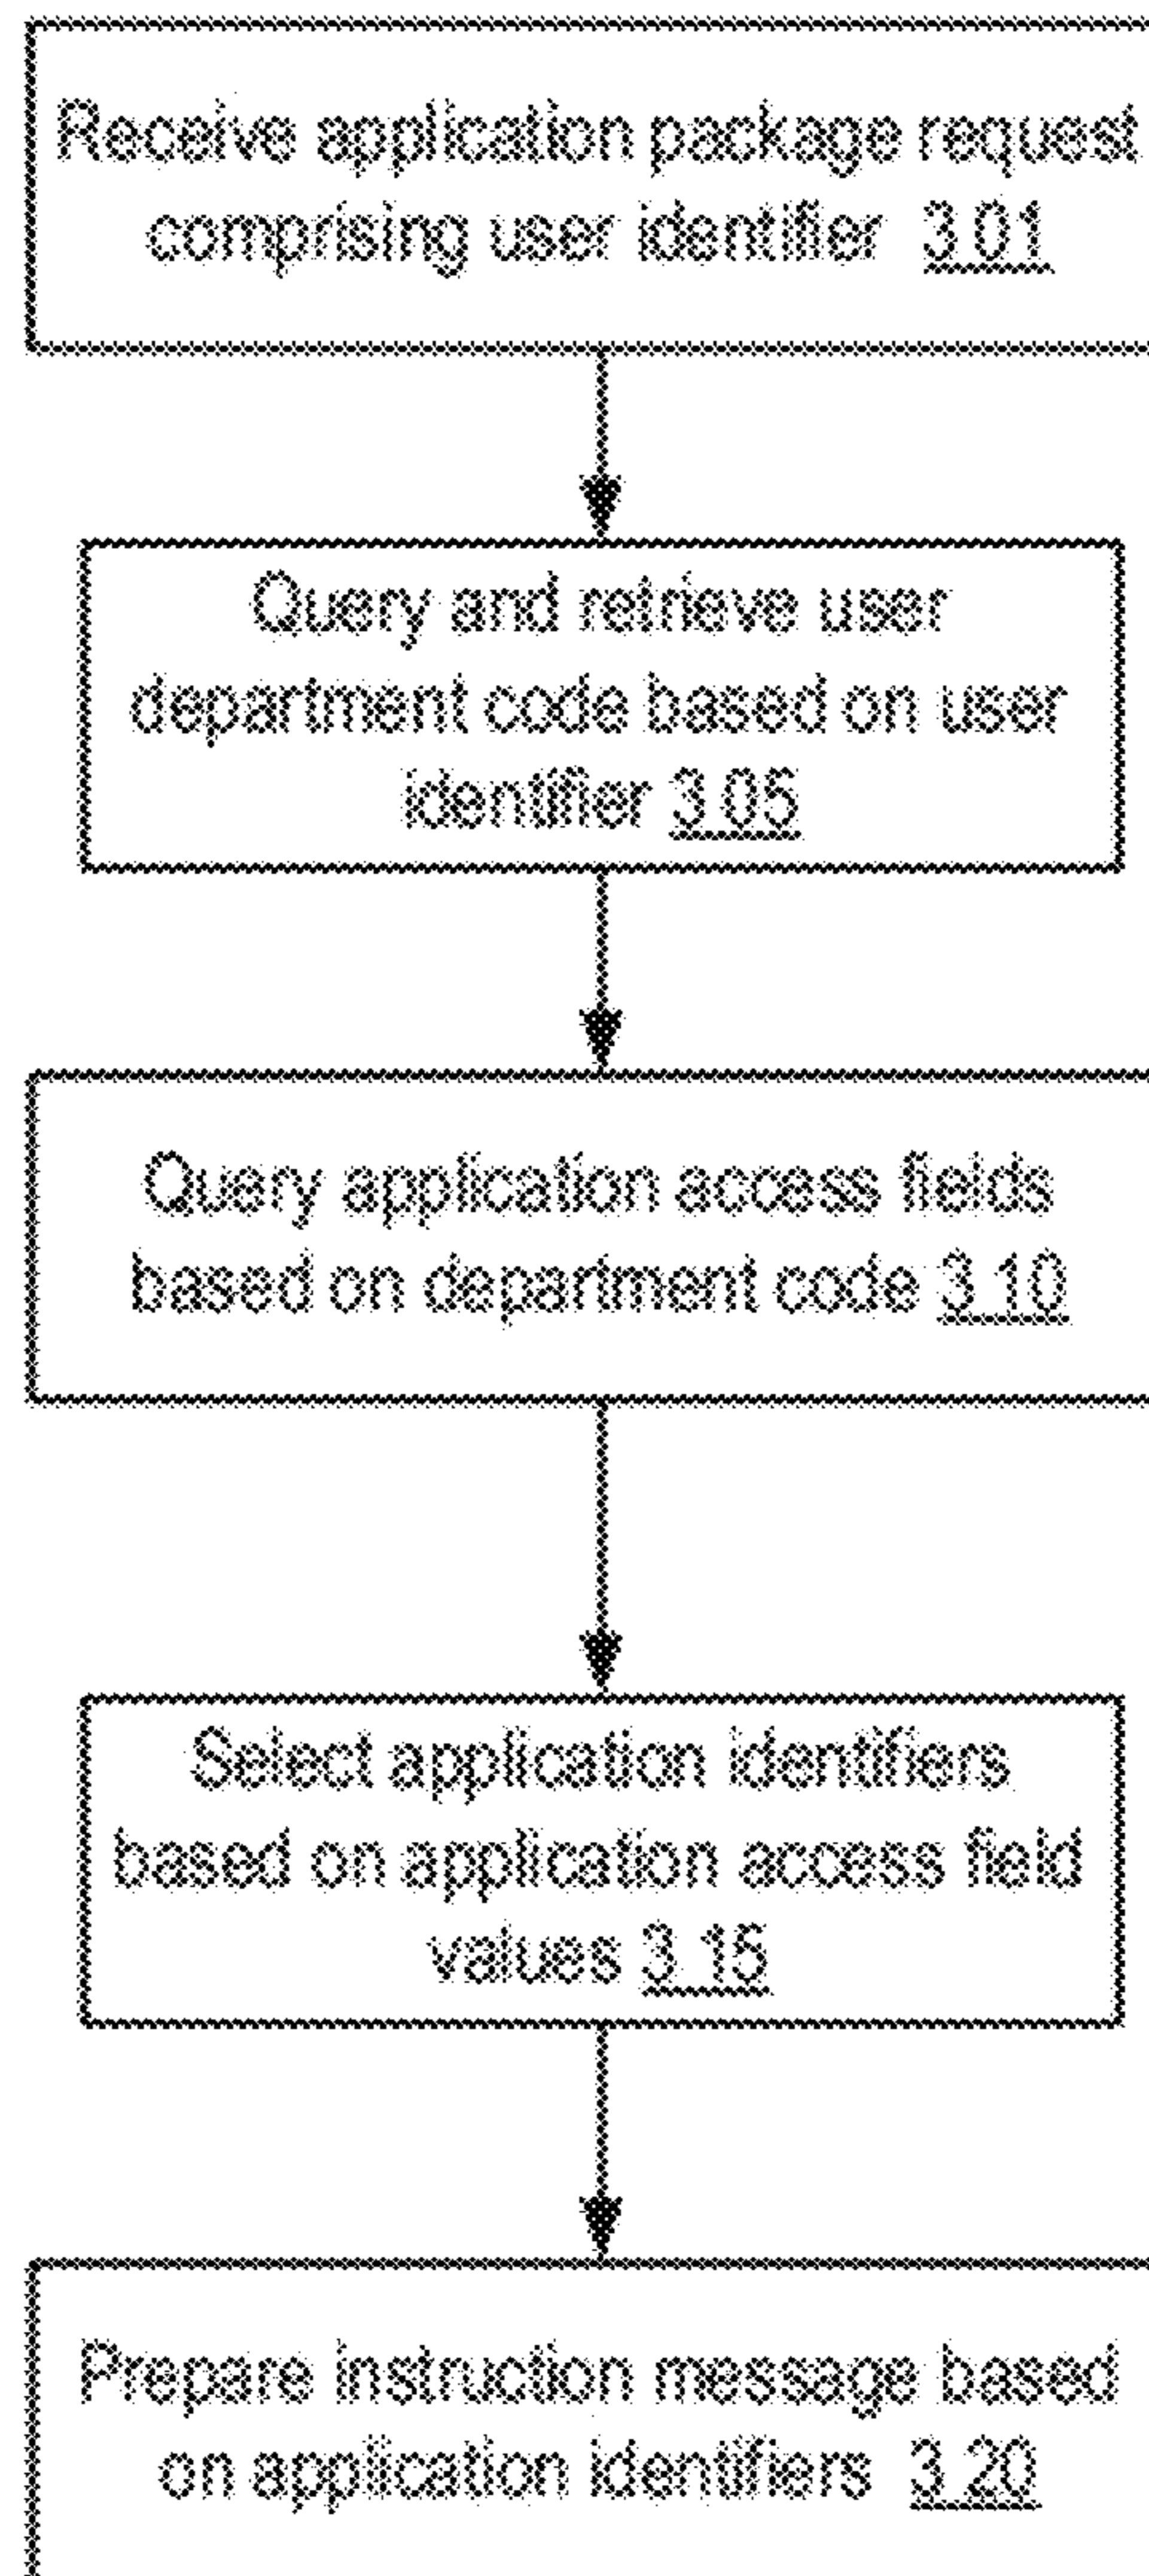 Receive application package request
comprising user identifier 3.01
Query and retrieve user
department code based on user
identifier 3.05
Query application access fields
based on department code 3.10
Select application identifiers
based on application access field
values 3.15
Prepare instruction message based
on application identifiers 3.20